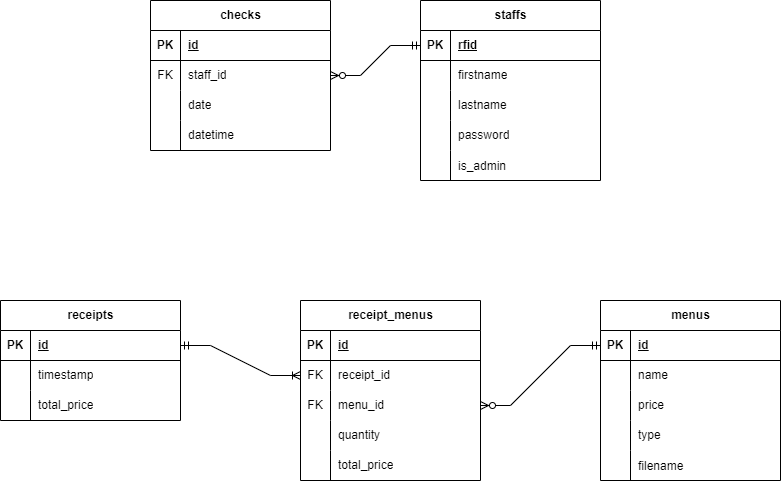 checks
PK id
FK staff_id
date
datetime
staffs
PK rfid
firstname
lastname
password
is_admin
receipts
PK id
timestamp
total_price
receipt_menus
PK id
FK receipt_id
FK menu_id
quantity
total_price
menus
PK id
name
price
type
filename